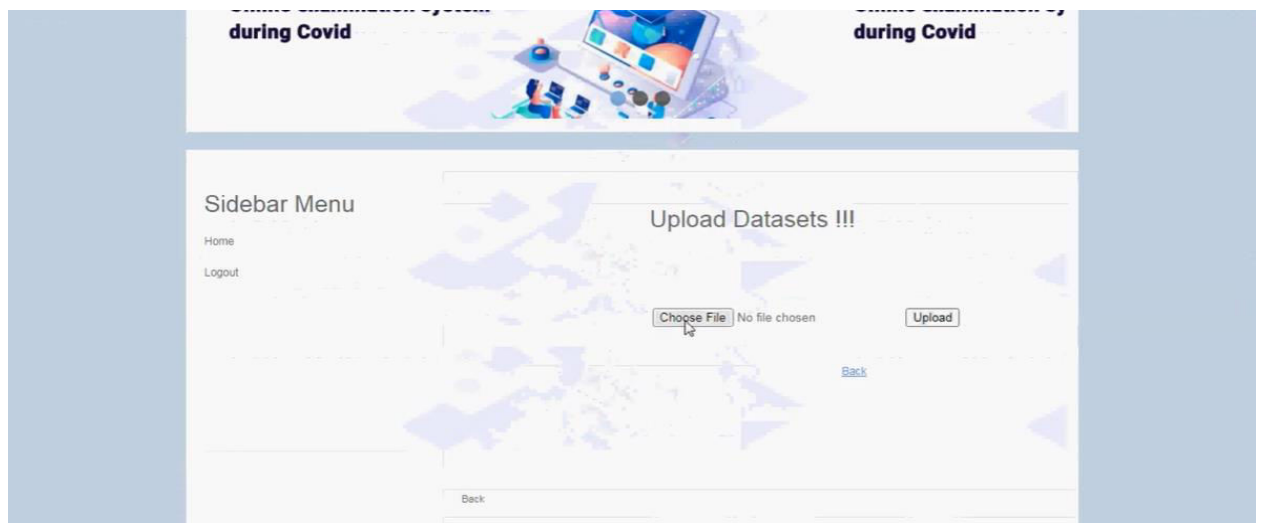 during Covid
during Covid
Sidebar Menu
Home
Logout
Upload Datasets !!!
Choose File No file chosen Upload
Back
Back